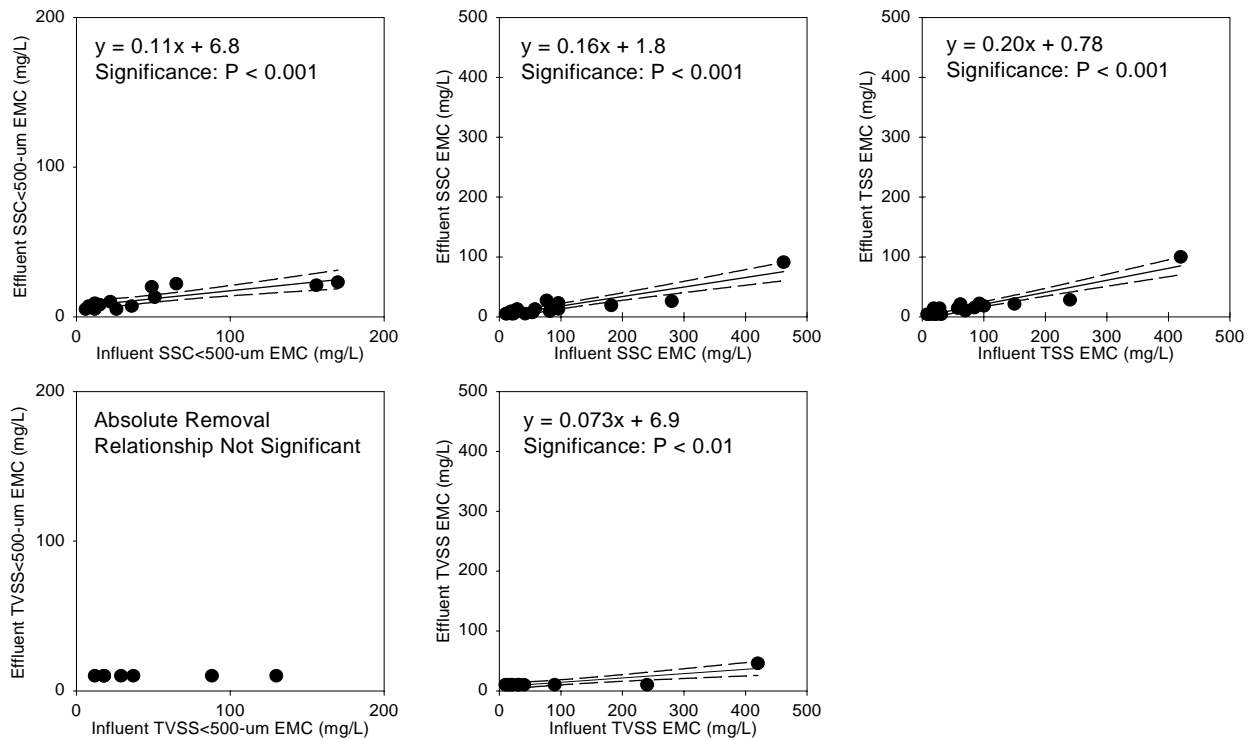 y = 0.11x + 6.8
Significance: P < 0.001
Effluent SSC<500-um EMC (mg/L)
200
100
0
0
100
200
Influent SSC<500-um EMC (mg/L)
y = 0.16x + 1.8
Significance: P < 0.001
Effluent SSC EMC (mg/L)
500
400
300
200
100
0
0
100
200
300
400
500
Influent SSC EMC (mg/L)
y = 0.20x + 0.78
Significance: P < 0.001
Effluent TSS EMC (mg/L)
500
400
300
200
100
0
0
100
200
300
400
500
Influent TSS EMC (mg/L)
Absolute Removal
Relationship Not Significant
Effluent TVSS<500-um EMC (mg/L)
200
100
0
0
100
200
Influent TVSS<500-um EMC (mg/L)
y = 0.073x + 6.9
Significance: P < 0.01
Effluent TVSS EMC (mg/L)
500
400
300
200
100
0
0
100
200
300
400
500
Influent TVSS EMC (mg/L)